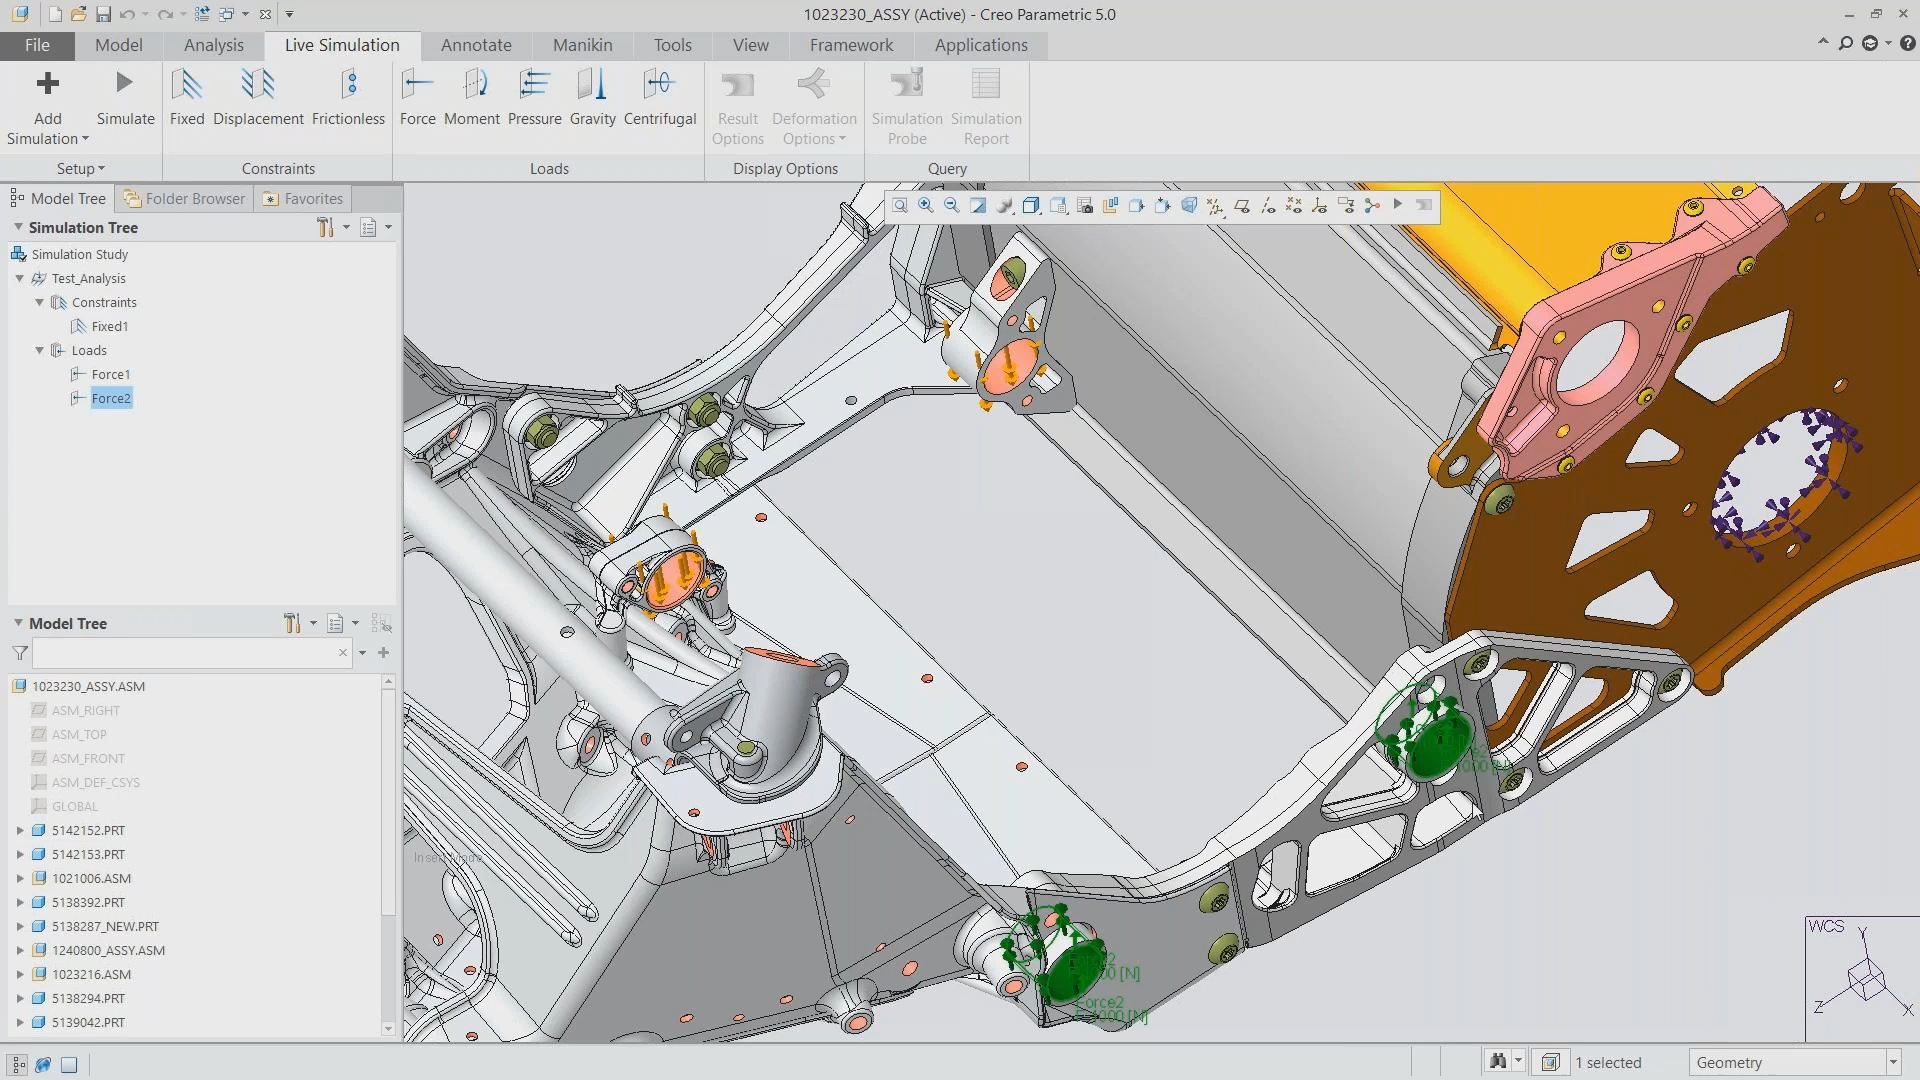 1023230_ASSY (Active) - Creo Parametric 5.0
File Model Analysis Live Simulation Annotate Manikin Tools View Framework Applications
Add Simulation Simulate Fixed Displacement Frictionless Force Moment Pressure Gravity Centrifugal Result Options Deformation Options Simulation Probe Simulation Report
Setup Constraints Loads Display Options Query
Model Tree Folder Browser Favorites
Simulation Tree
Simulation Study
Test_Analysis
Constraints
Fixed1
Loads
Force1
Force2
Model Tree
1023230_ASSY.ASM
ASM_RIGHT
ASM_TOP
ASM_FRONT
ASM_DEF_CSYS
GLOBAL
5142152.PRT
5142153.PRT
1021006.ASM
5138392.PRT
5138287_NEW.PRT
1240800_ASSY.ASM
1023216.ASM
5138294.PRT
5139042.PRT
Insert Mode
[N]
Force2
WCS
Y
Z
X
1 selected
Geometry